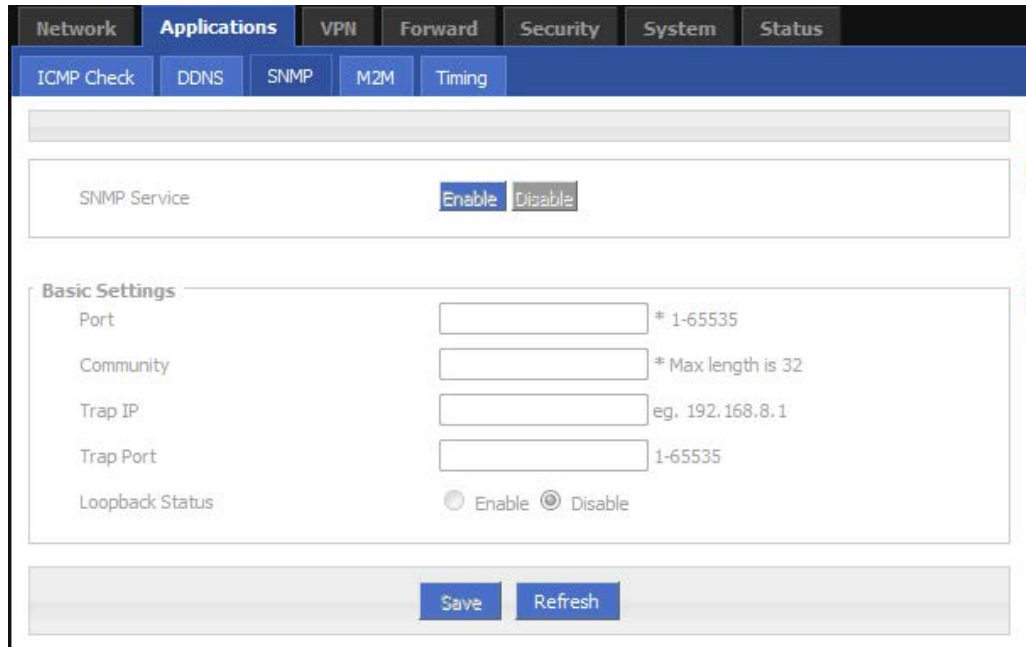 Network Applications VPN Forward Security System Status
ICMP Check DDNS SNMP M2M Timing
SNMP Service Enable Disable
Basic Settings
Port * 1-65535
Community * Max length is 32
Trap IP eg. 192.168.8.1
Trap Port 1-65535
Loopback Status Enable Disable
Save Refresh